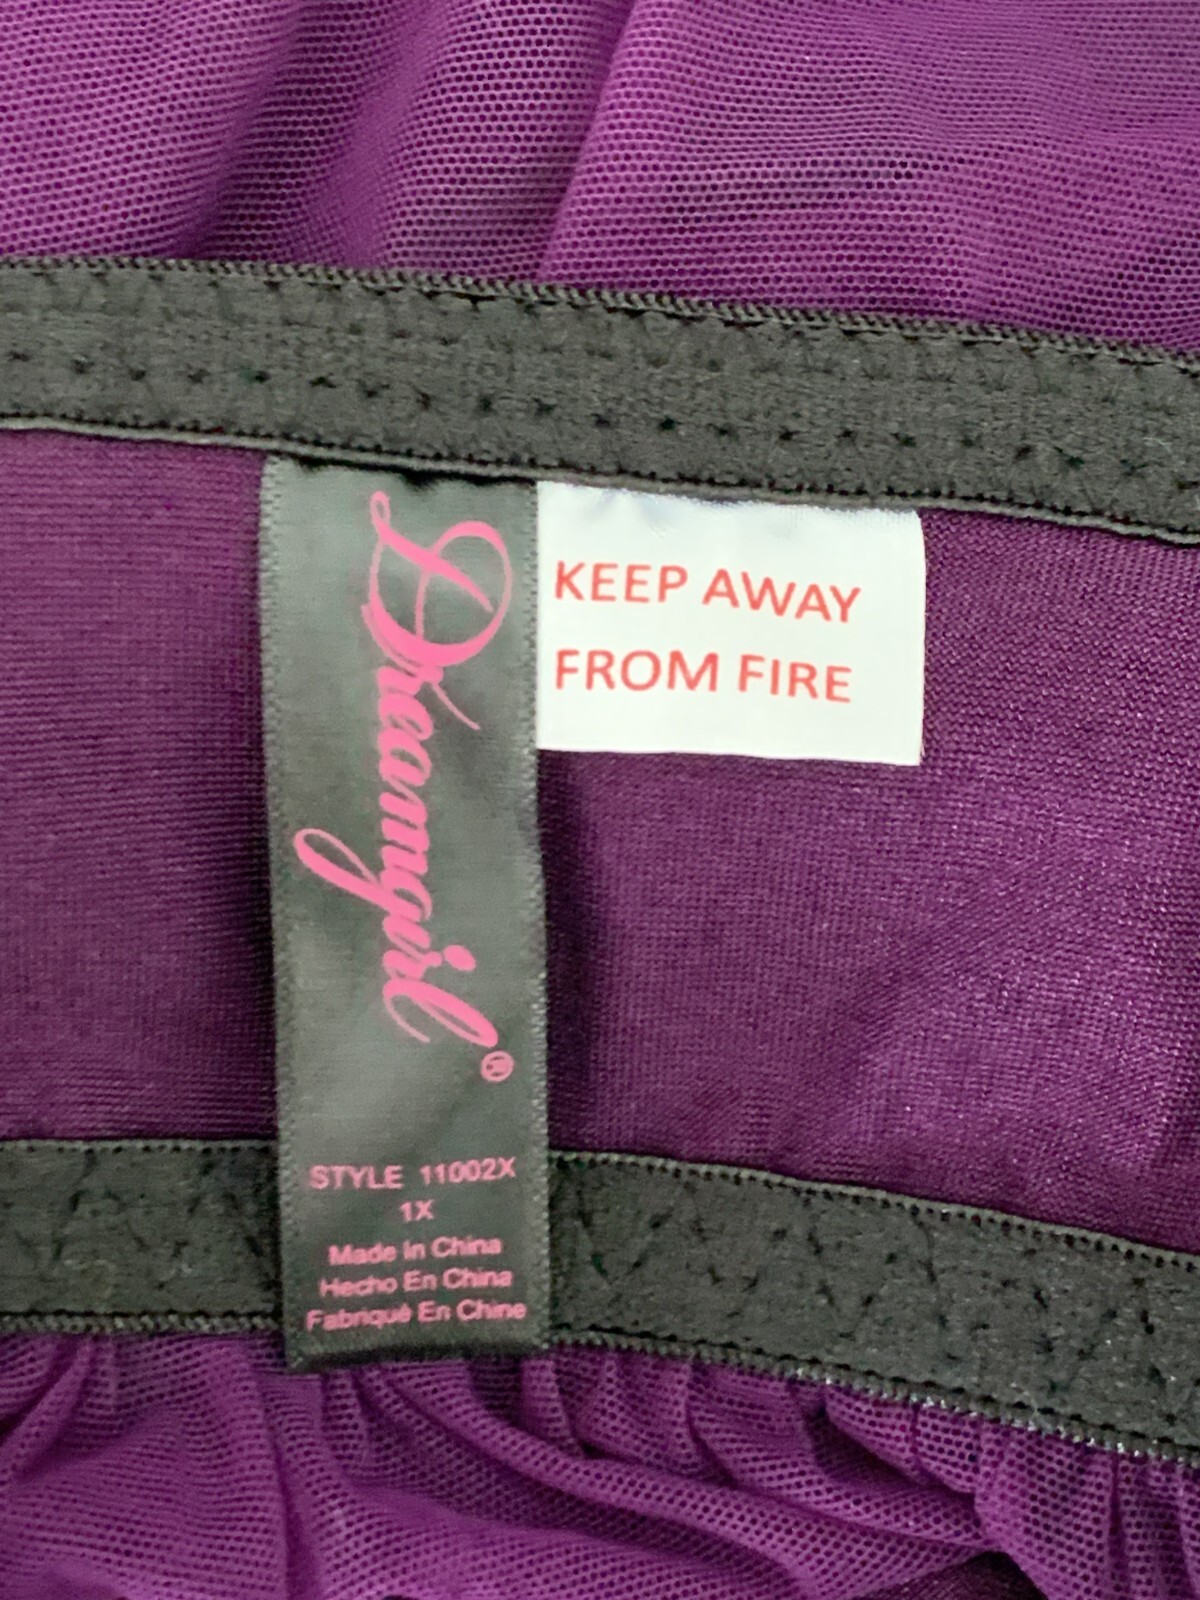 Dreamgirl®
KEEP AWAY
FROM FIRE
STYLE 11002X
1X
Made In China
Hecho En China
Fabriqué En Chine